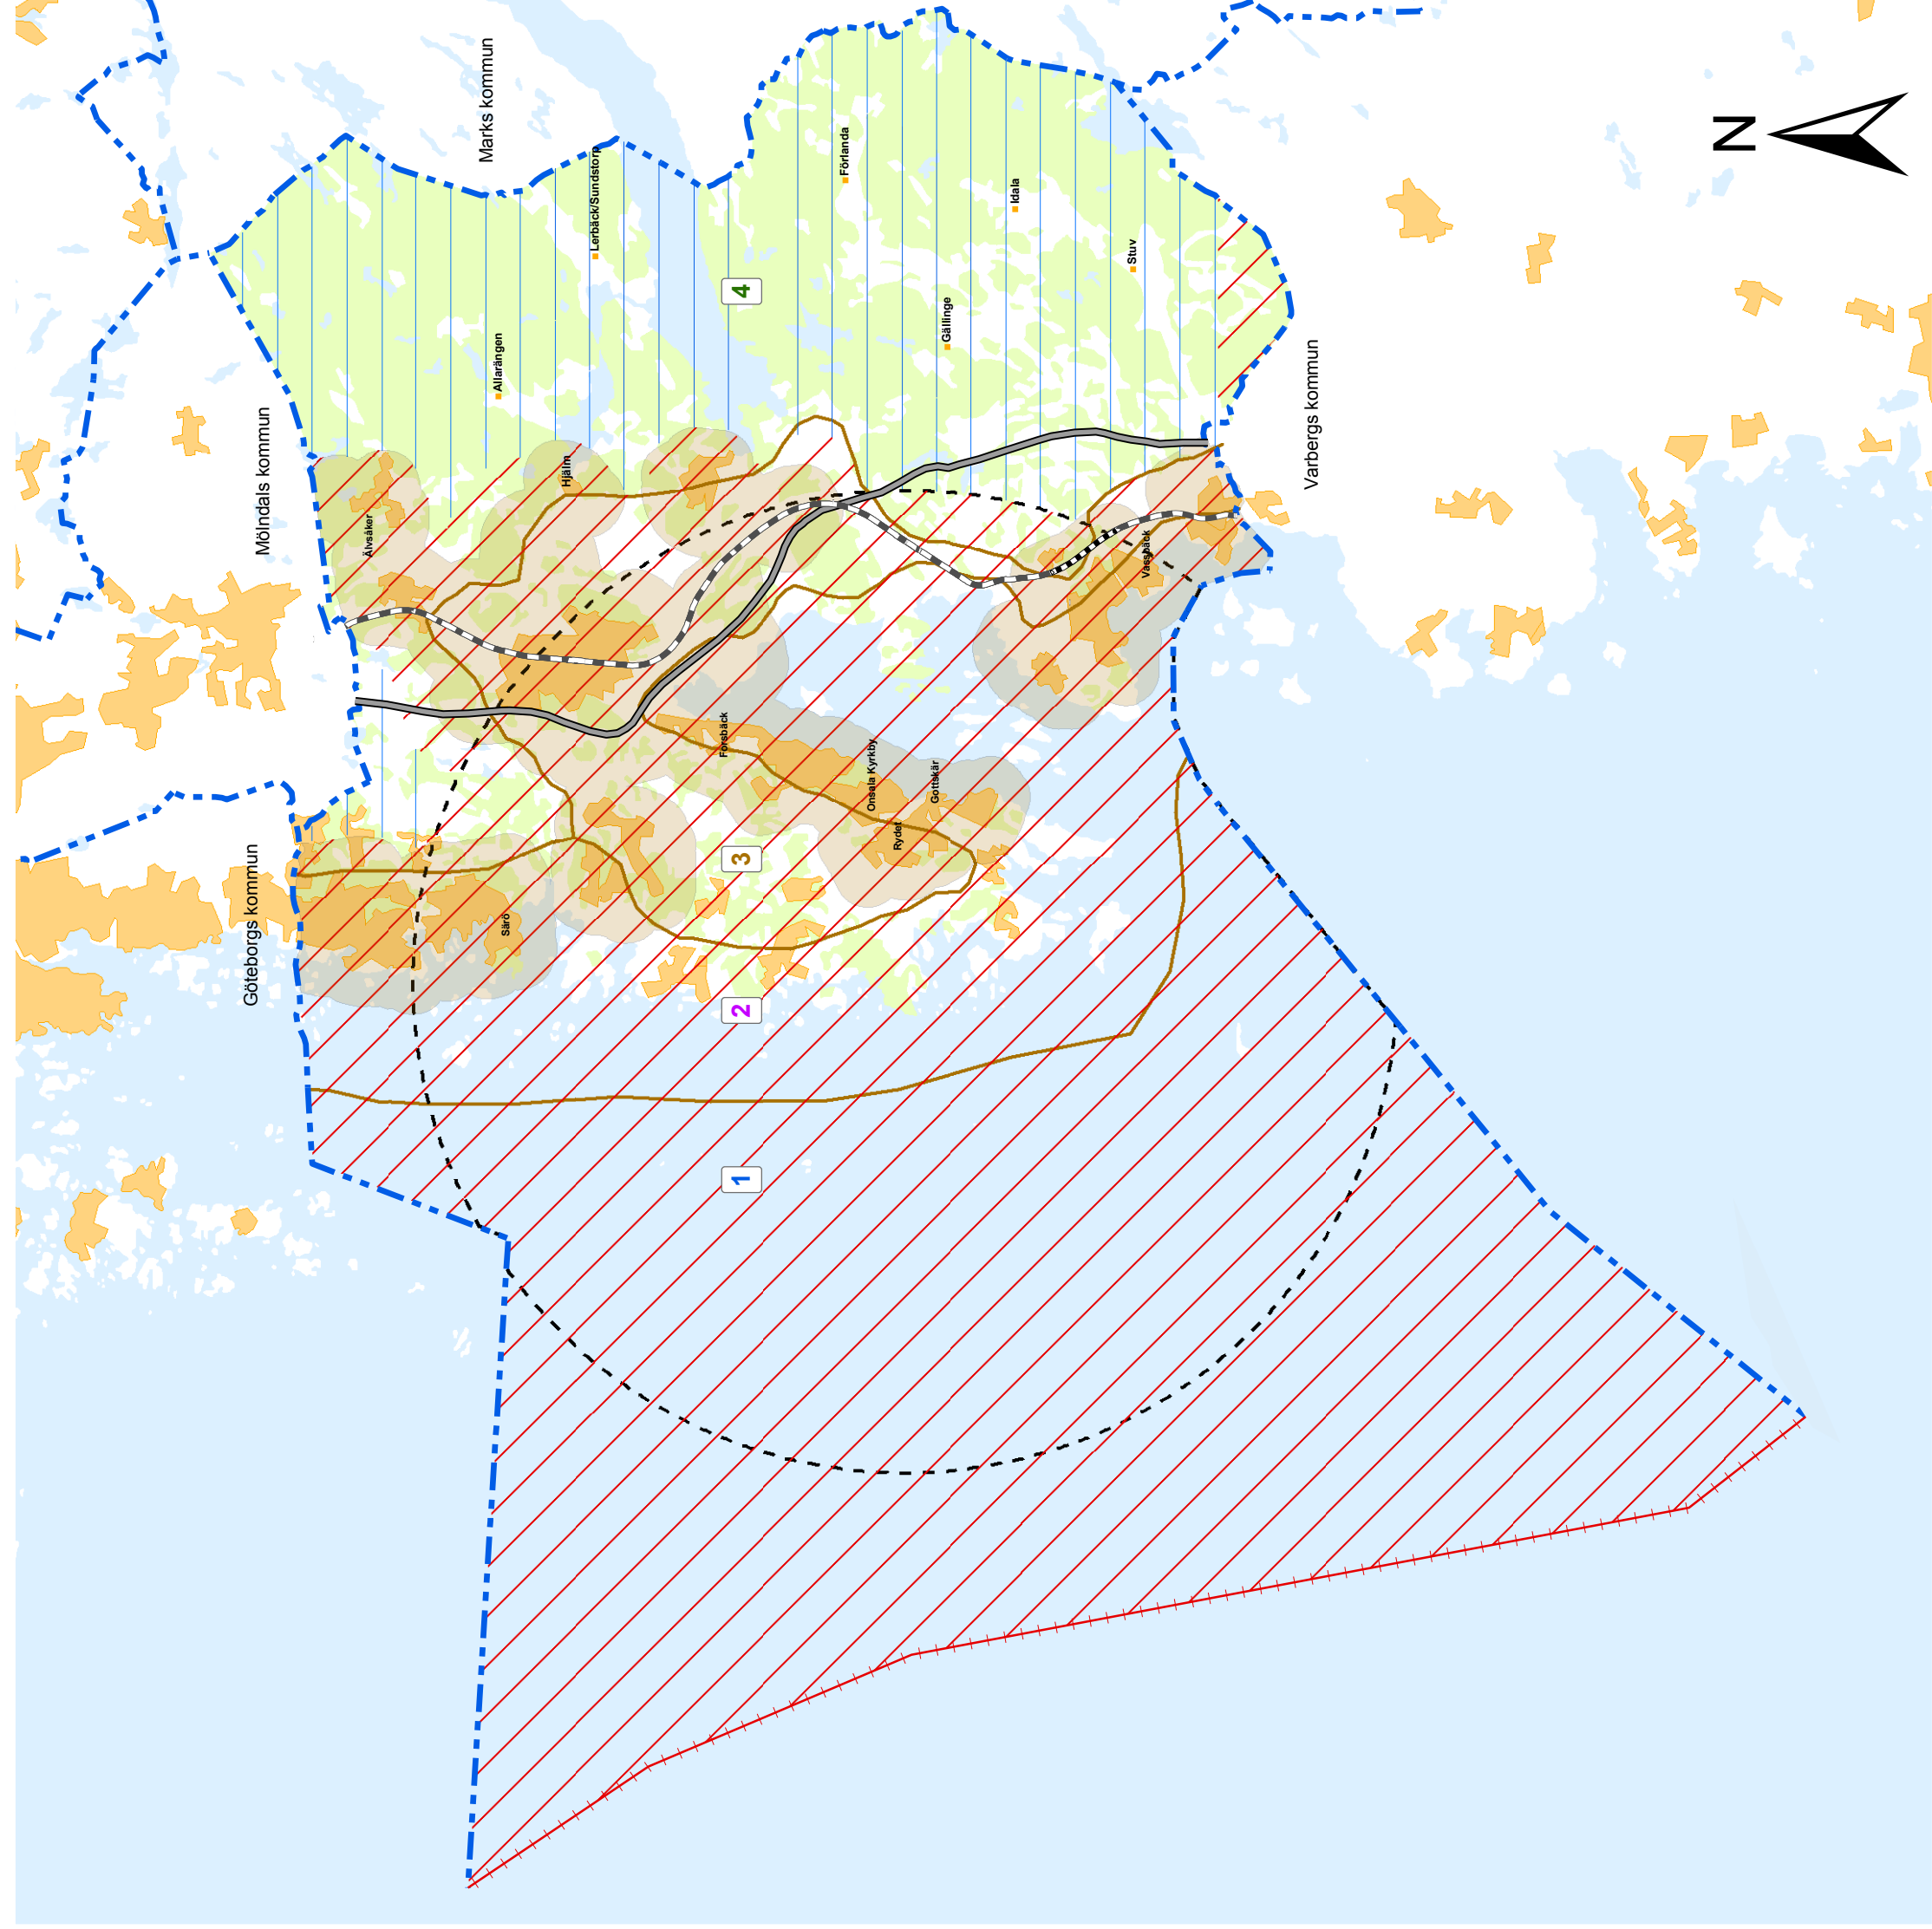 Marks kommun
Förlanda
Lerbäck/Sundstorp
Idala
Stuv
4
Gällinge
Allarängen
Varbergs kommun
Mölndals kommun
Hjälm
Älvsåker
Vässbäck
Forsbäck
Onsala Kyrkby
Gottskär
Rydet
3
Göteborgs kommun
Särö
2
1
N